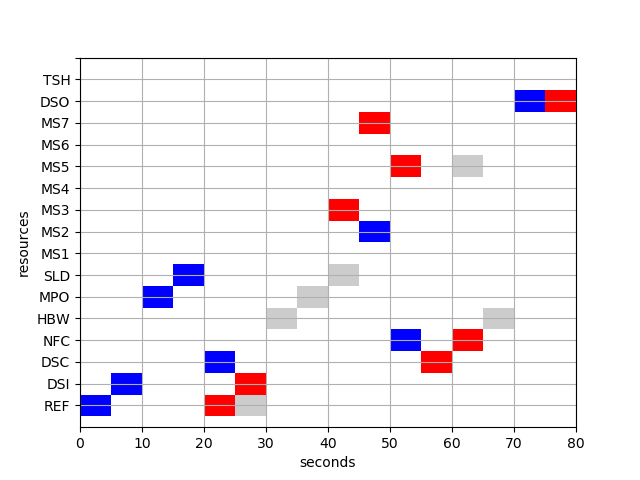 TSH
DSO
MS7
MS6
MS5
MS4
MS3
MS2
MS1
SLD
MPO
HBW
NFC
DSC
DSI
REF
resources
0 10 20 30 40 50 60 70 80
seconds